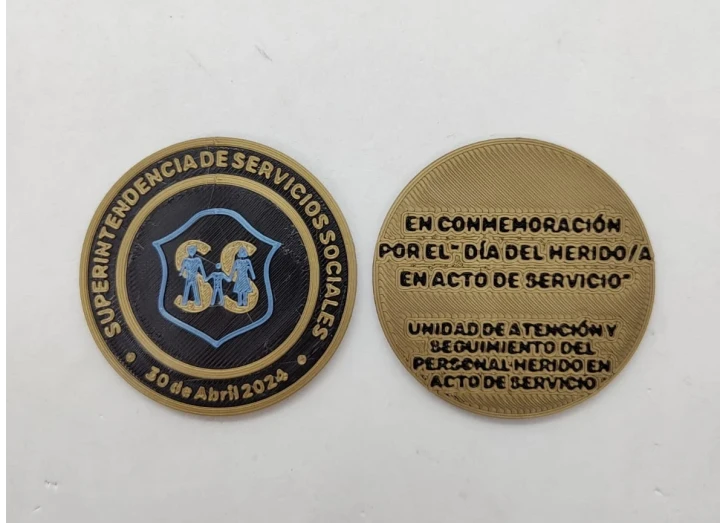 SUPERINTENDENCIA DE SERVICIOS SOCIALES
SS
• 30 de Abril 2024 •
EN CONMEMORACIÓN
POR EL " DÍA DEL HERIDO/A
EN ACTO DE SERVICIO"
UNIDAD DE ATENCIÓN Y
SEGUIMIENTO DEL
PERSONAL HERIDO EN
ACTO DE SERVICIO